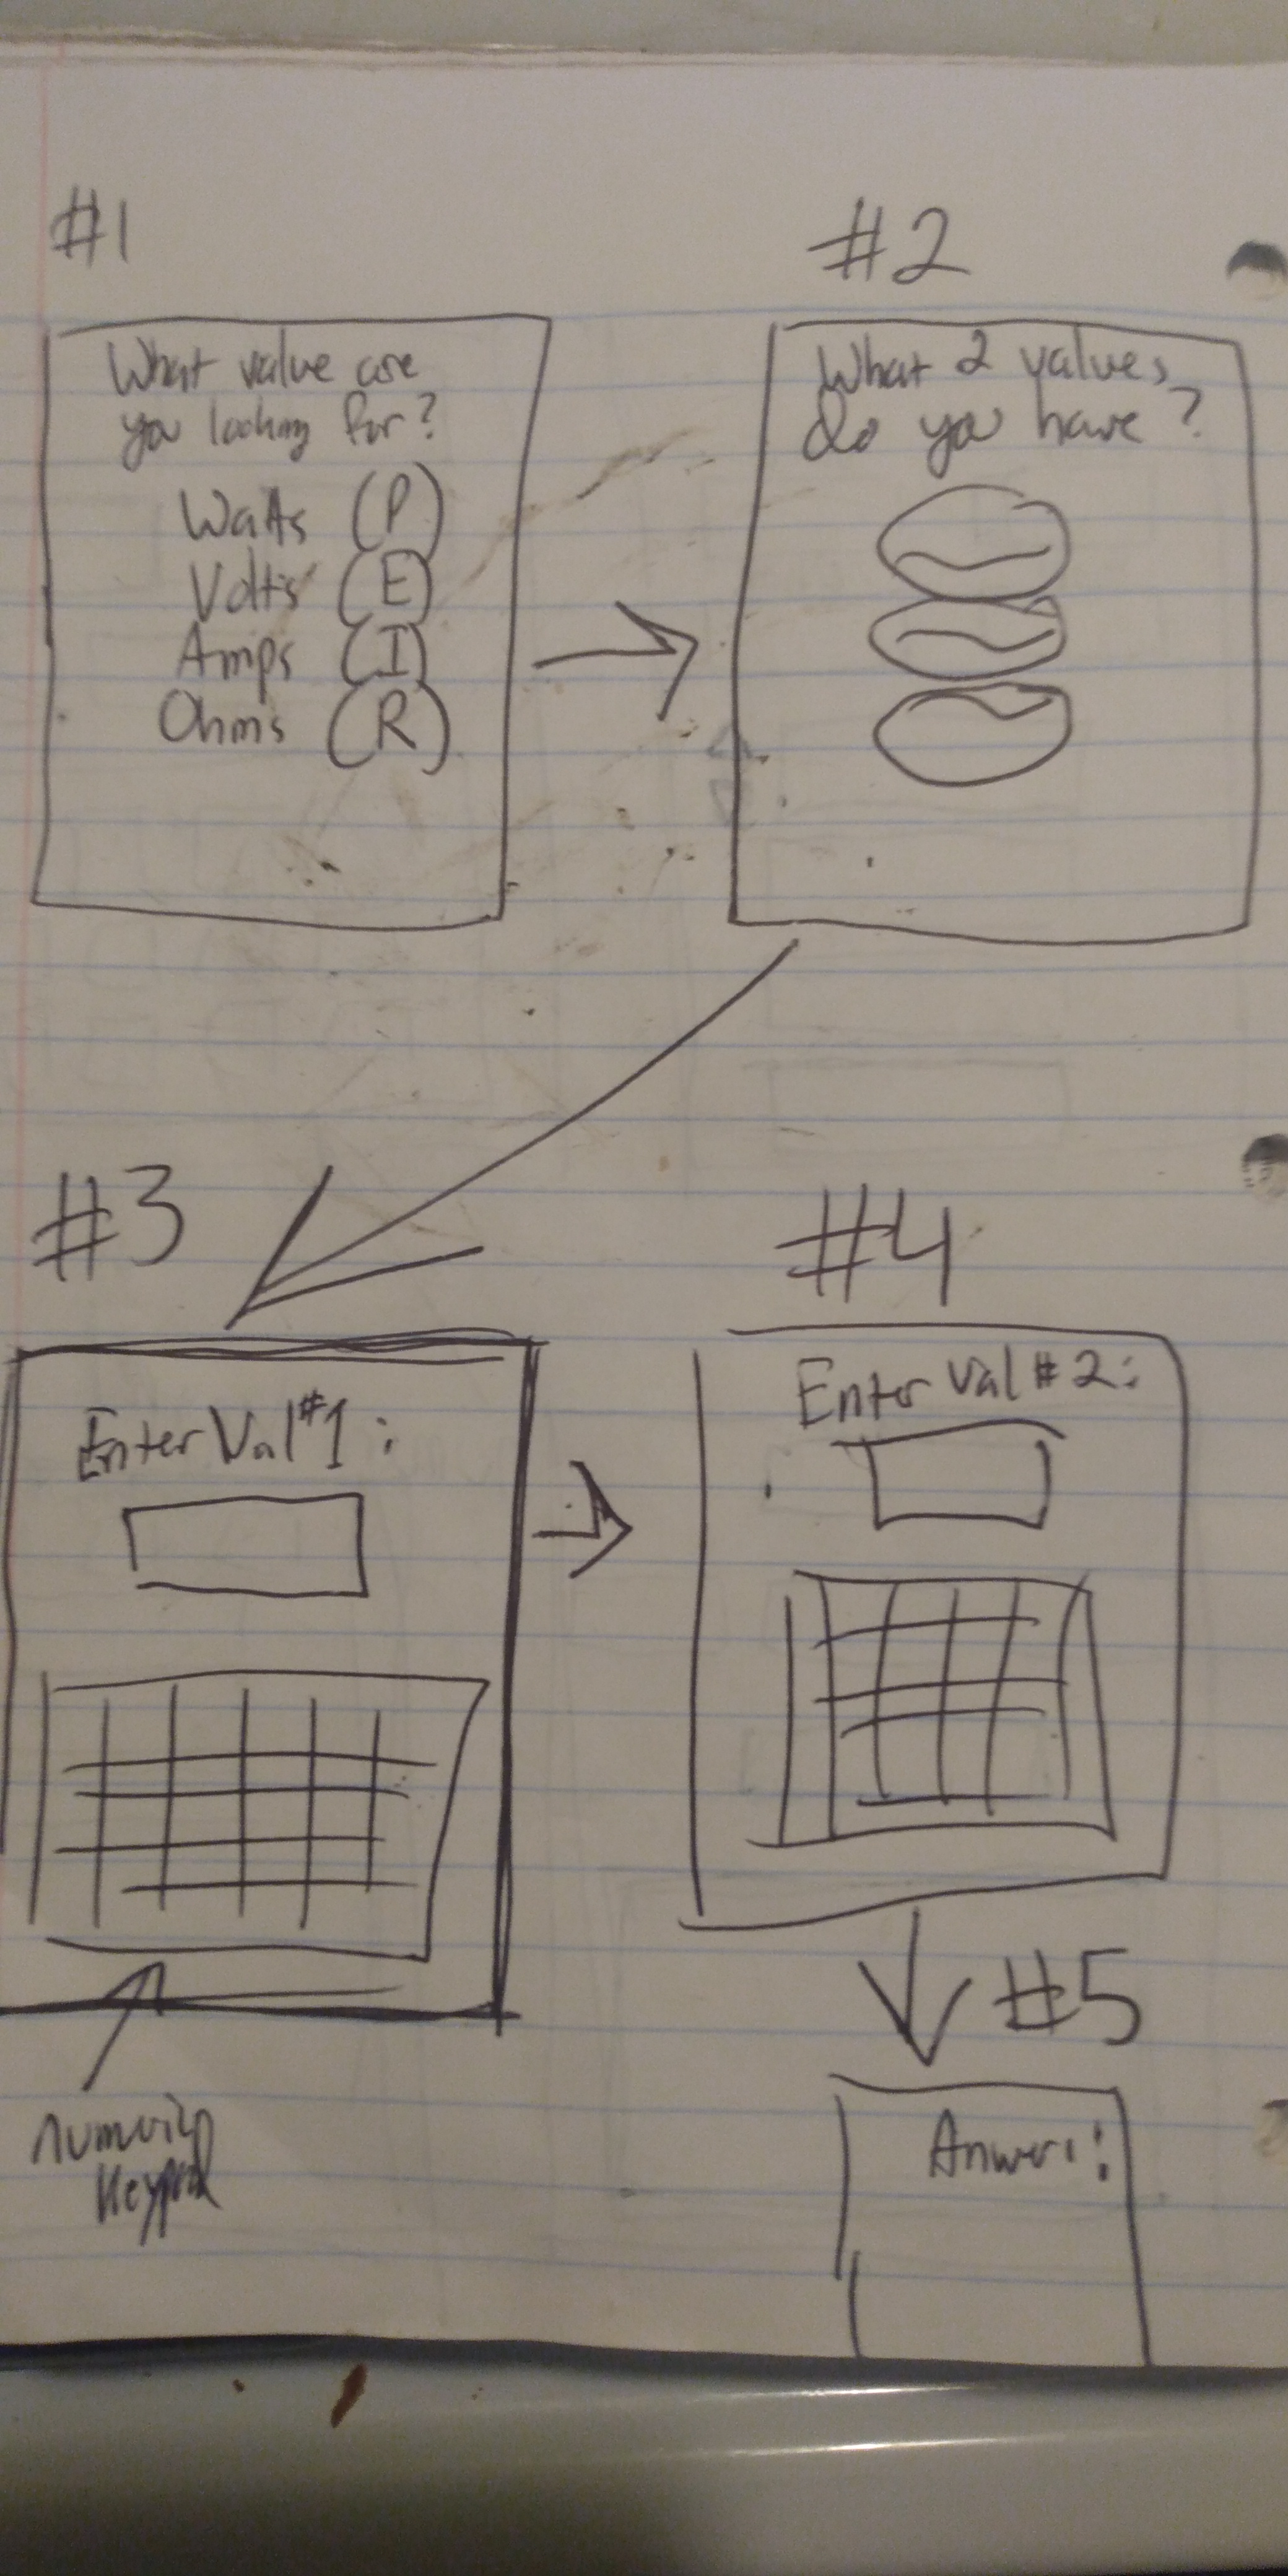 #1
What value are
you looking for?
Watts (P)
Volts (E)
Amps (I)
Ohms (R)
#2
What 2 values
do you have?
#3
Enter Val #1:
numeric
keypad
#4
Enter Val #2:
#5
Answer: